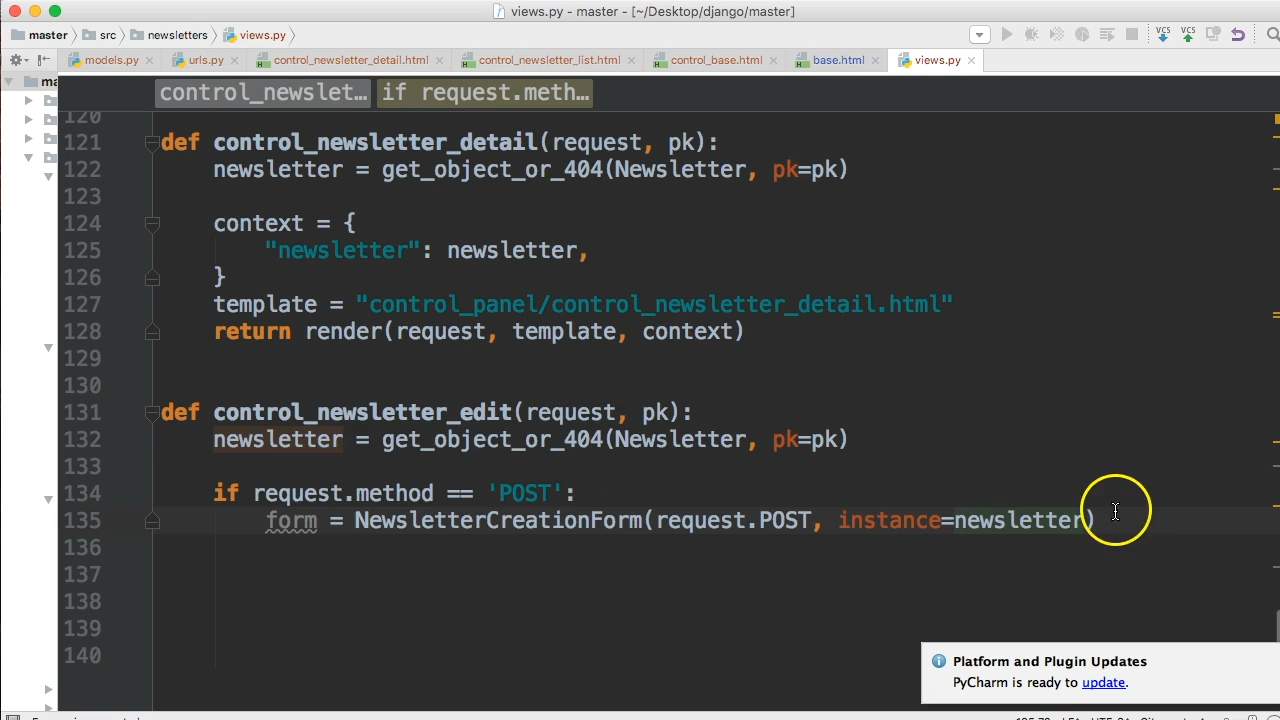 views.py - master - [~/Desktop/django/master]
master src newsletters views.py
models.py urls.py control_newsletter_detail.html control_newsletter_list.html control_base.html base.html views.py
control_newslet… if request.meth…
120
121 def control_newsletter_detail(request, pk):
122 newsletter = get_object_or_404(Newsletter, pk=pk)
123
124 context = {
125 "newsletter": newsletter,
126 }
127 template = "control_panel/control_newsletter_detail.html"
128 return render(request, template, context)
129
130
131 def control_newsletter_edit(request, pk):
132 newsletter = get_object_or_404(Newsletter, pk=pk)
133
134 if request.method == 'POST':
135 form = NewsletterCreationForm(request.POST, instance=newsletter)
136
137
138
139
140
Platform and Plugin Updates
PyCharm is ready to update.